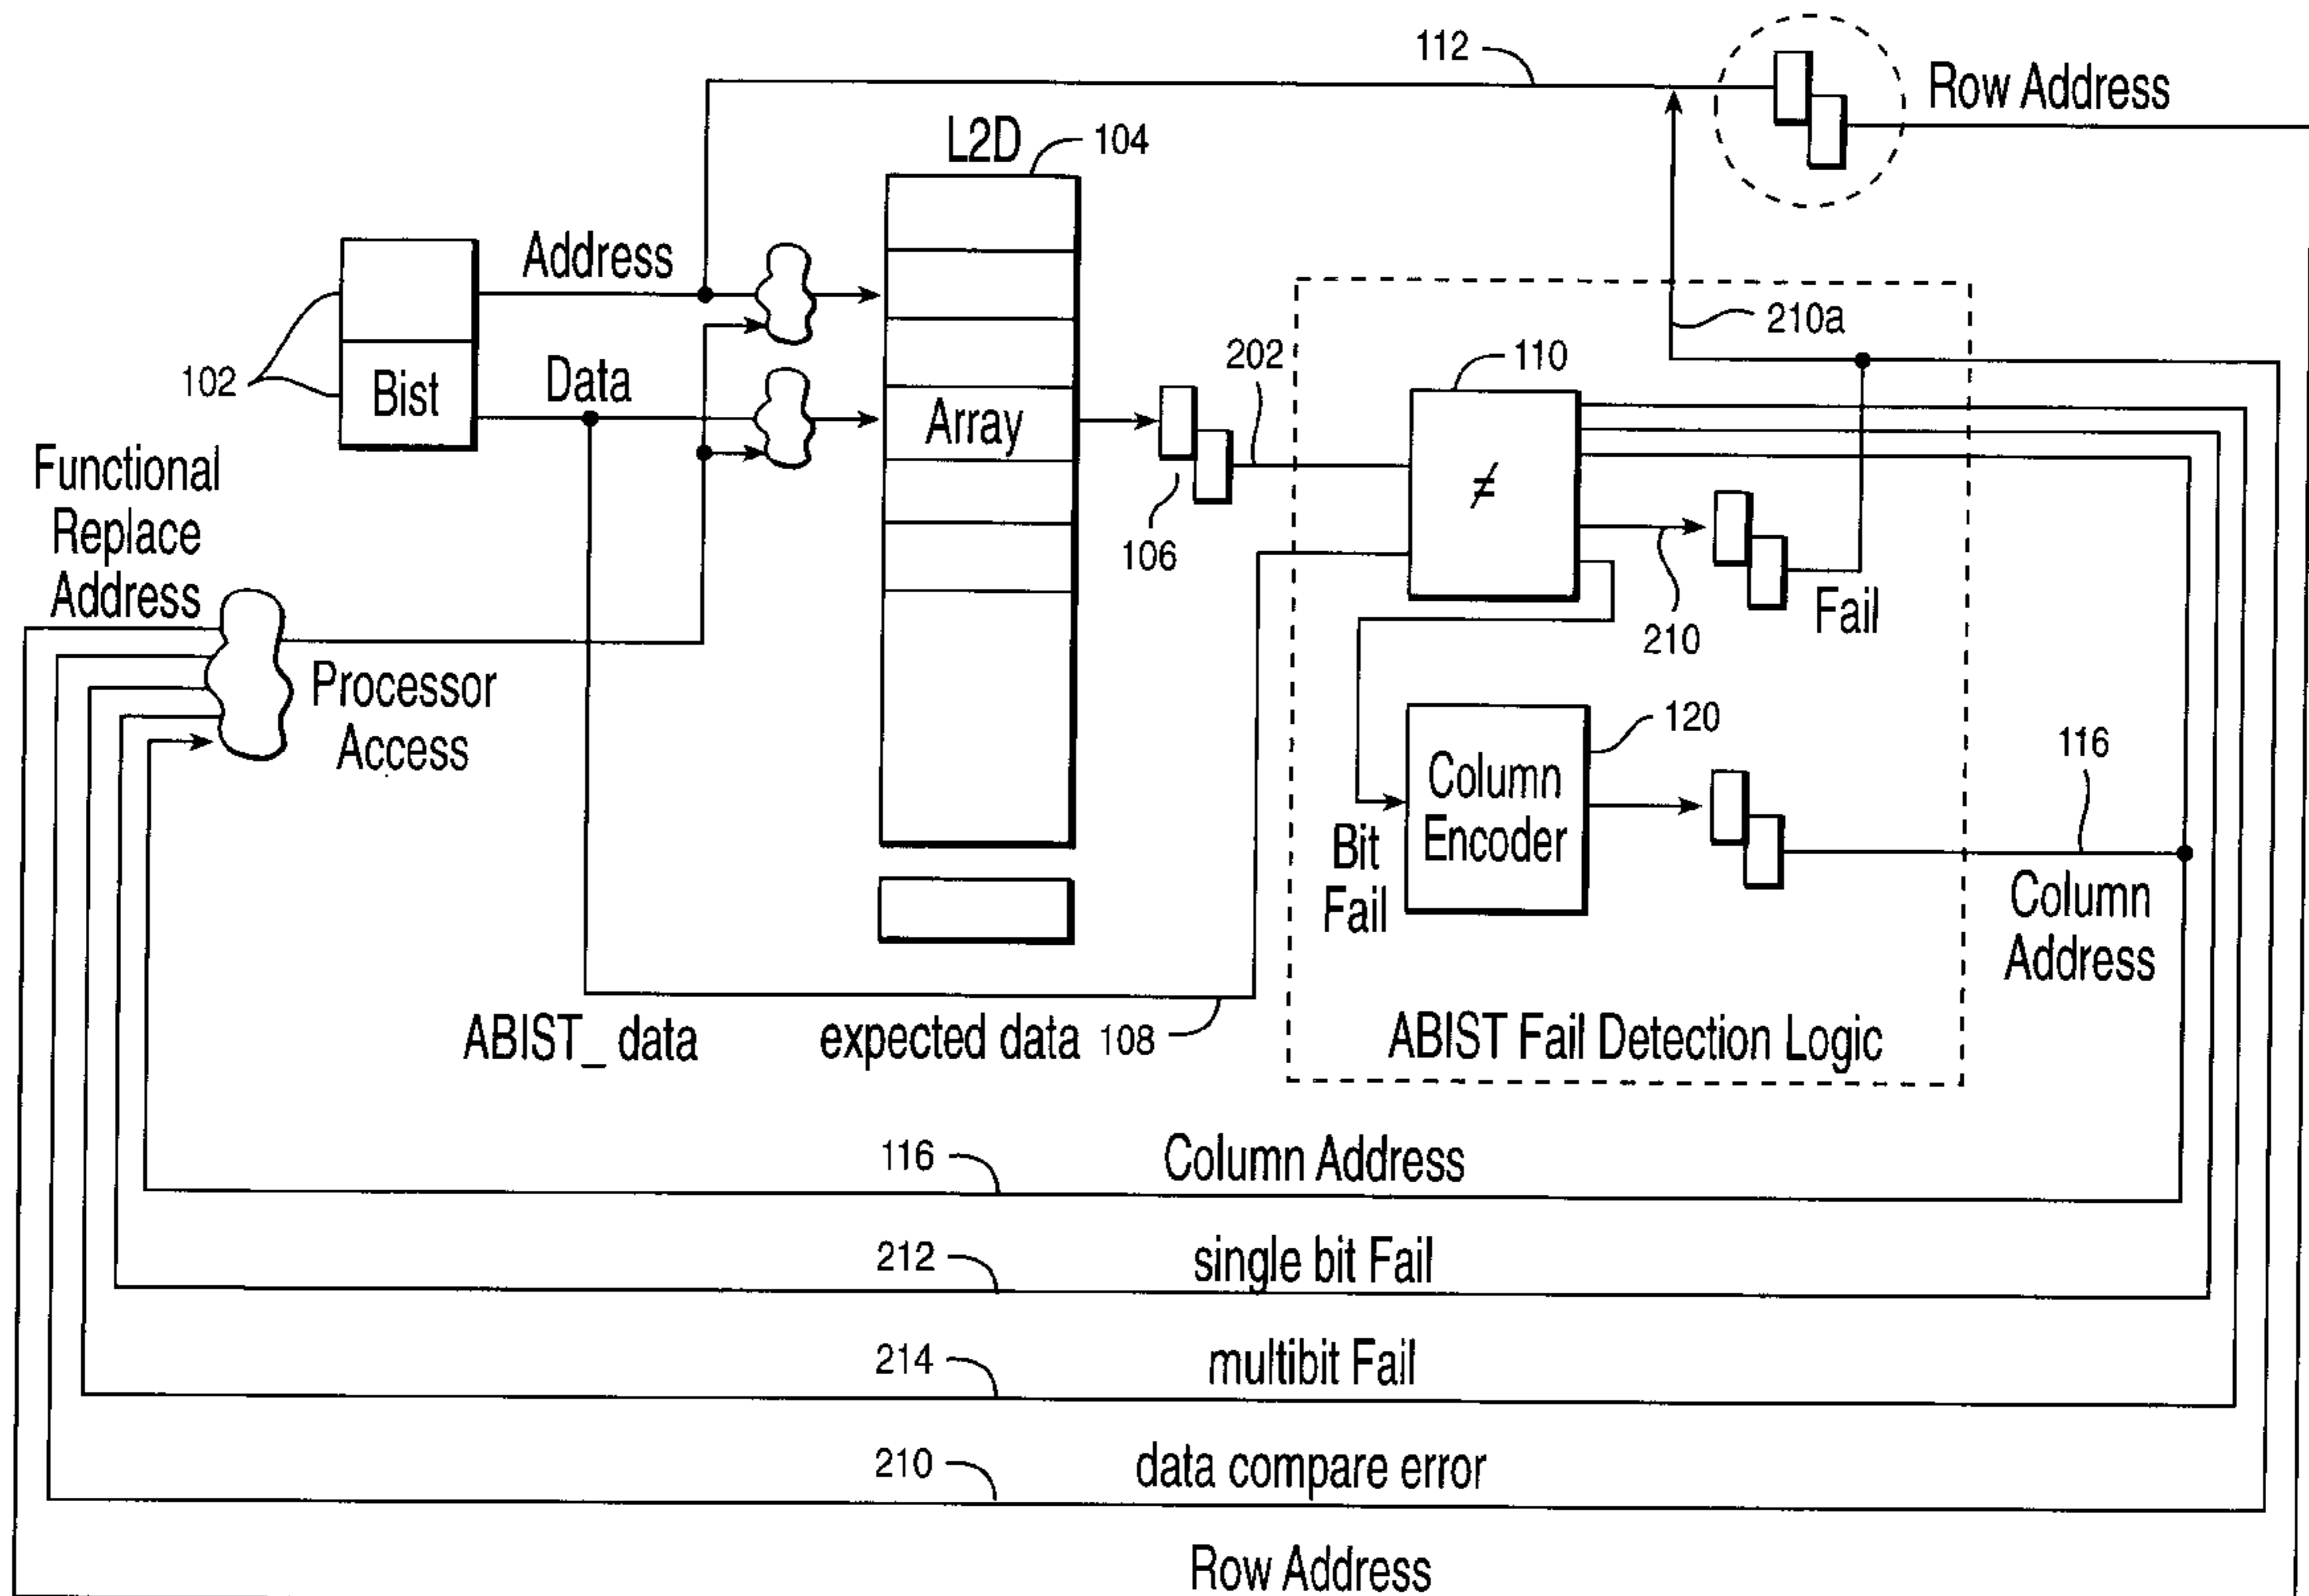 112
Row Address
L2D
104
Address
210a
102
Bist
Data
Array
202
110
≠
106
210
Fail
Functional
Replace
Address
Processor
Access
120
Column
Encoder
Bit
Fail
116
Column
Address
ABIST_ data
expected data 108
ABIST Fail Detection Logic
116
Column Address
212
single bit Fail
214
multibit Fail
210
data compare error
Row Address